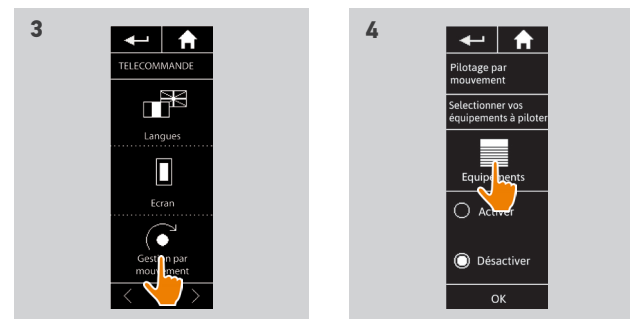 3
TELECOMMANDE
Langues
Ecran
Gestion par
mouvement
4
Pilotage par
mouvement
Selectionner vos
équipements à piloter
Equipements
Activer
Désactiver
OK